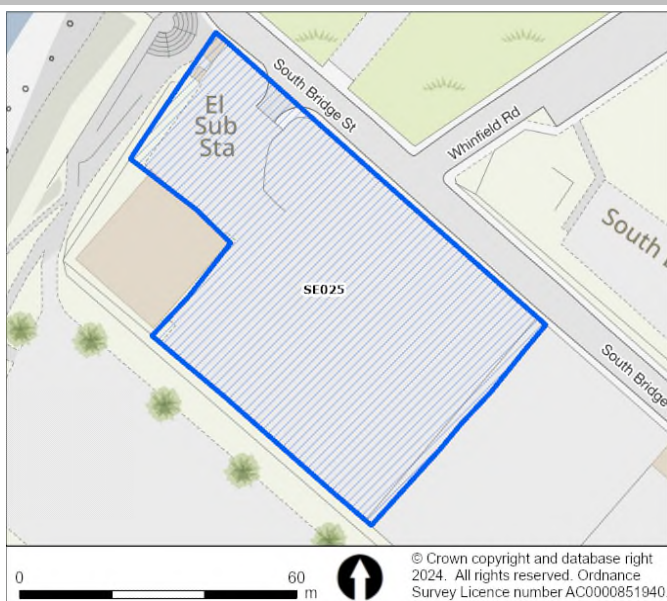 South Bridge St
El
Sub
Sta
Whinfield Rd
South
SE025
South Bridge
0
60
m
© Crown copyright and database right
2024. All rights reserved. Ordnance
Survey Licence number AC0000851940.